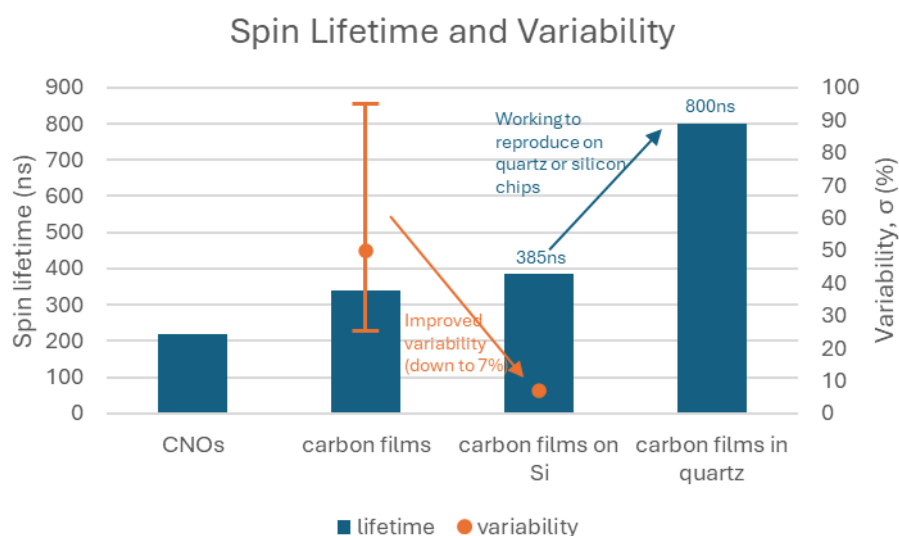 Spin Lifetime and Variability
900
800
700
600
500
400
300
200
100
0
Spin lifetime (ns)
100
90
80
70
60
50
40
30
20
10
0
Variability, σ (%)
Working to
reproduce on
quartz or silicon
chips
800ns
385ns
Improved
variability
(down to 7%)
CNOs
carbon films
carbon films on
Si
carbon films in
quartz
lifetime
variability